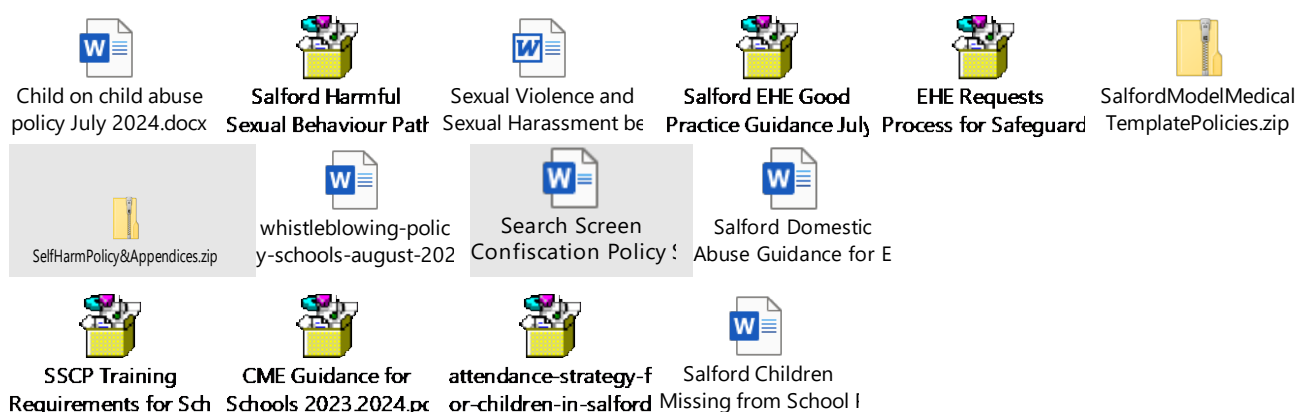 Child on child abuse
policy July 2024.docx
Salford Harmful
Sexual Behaviour Path
Sexual Violence and
Sexual Harassment be
Salford EHE Good
Practice Guidance July
EHE Requests
Process for Safeguard
SalfordModelMedical
TemplatePolicies.zip
SelfHarmPolicy&Appendices.zip
whistleblowing-polic
y-schools-august-202
Search Screen
Confiscation Policy S
Salford Domestic
Abuse Guidance for E
SSCP Training
Requirements for Sch
CME Guidance for
Schools 2023.2024.pd
attendance-strategy-f
or-children-in-salford
Salford Children
Missing from School